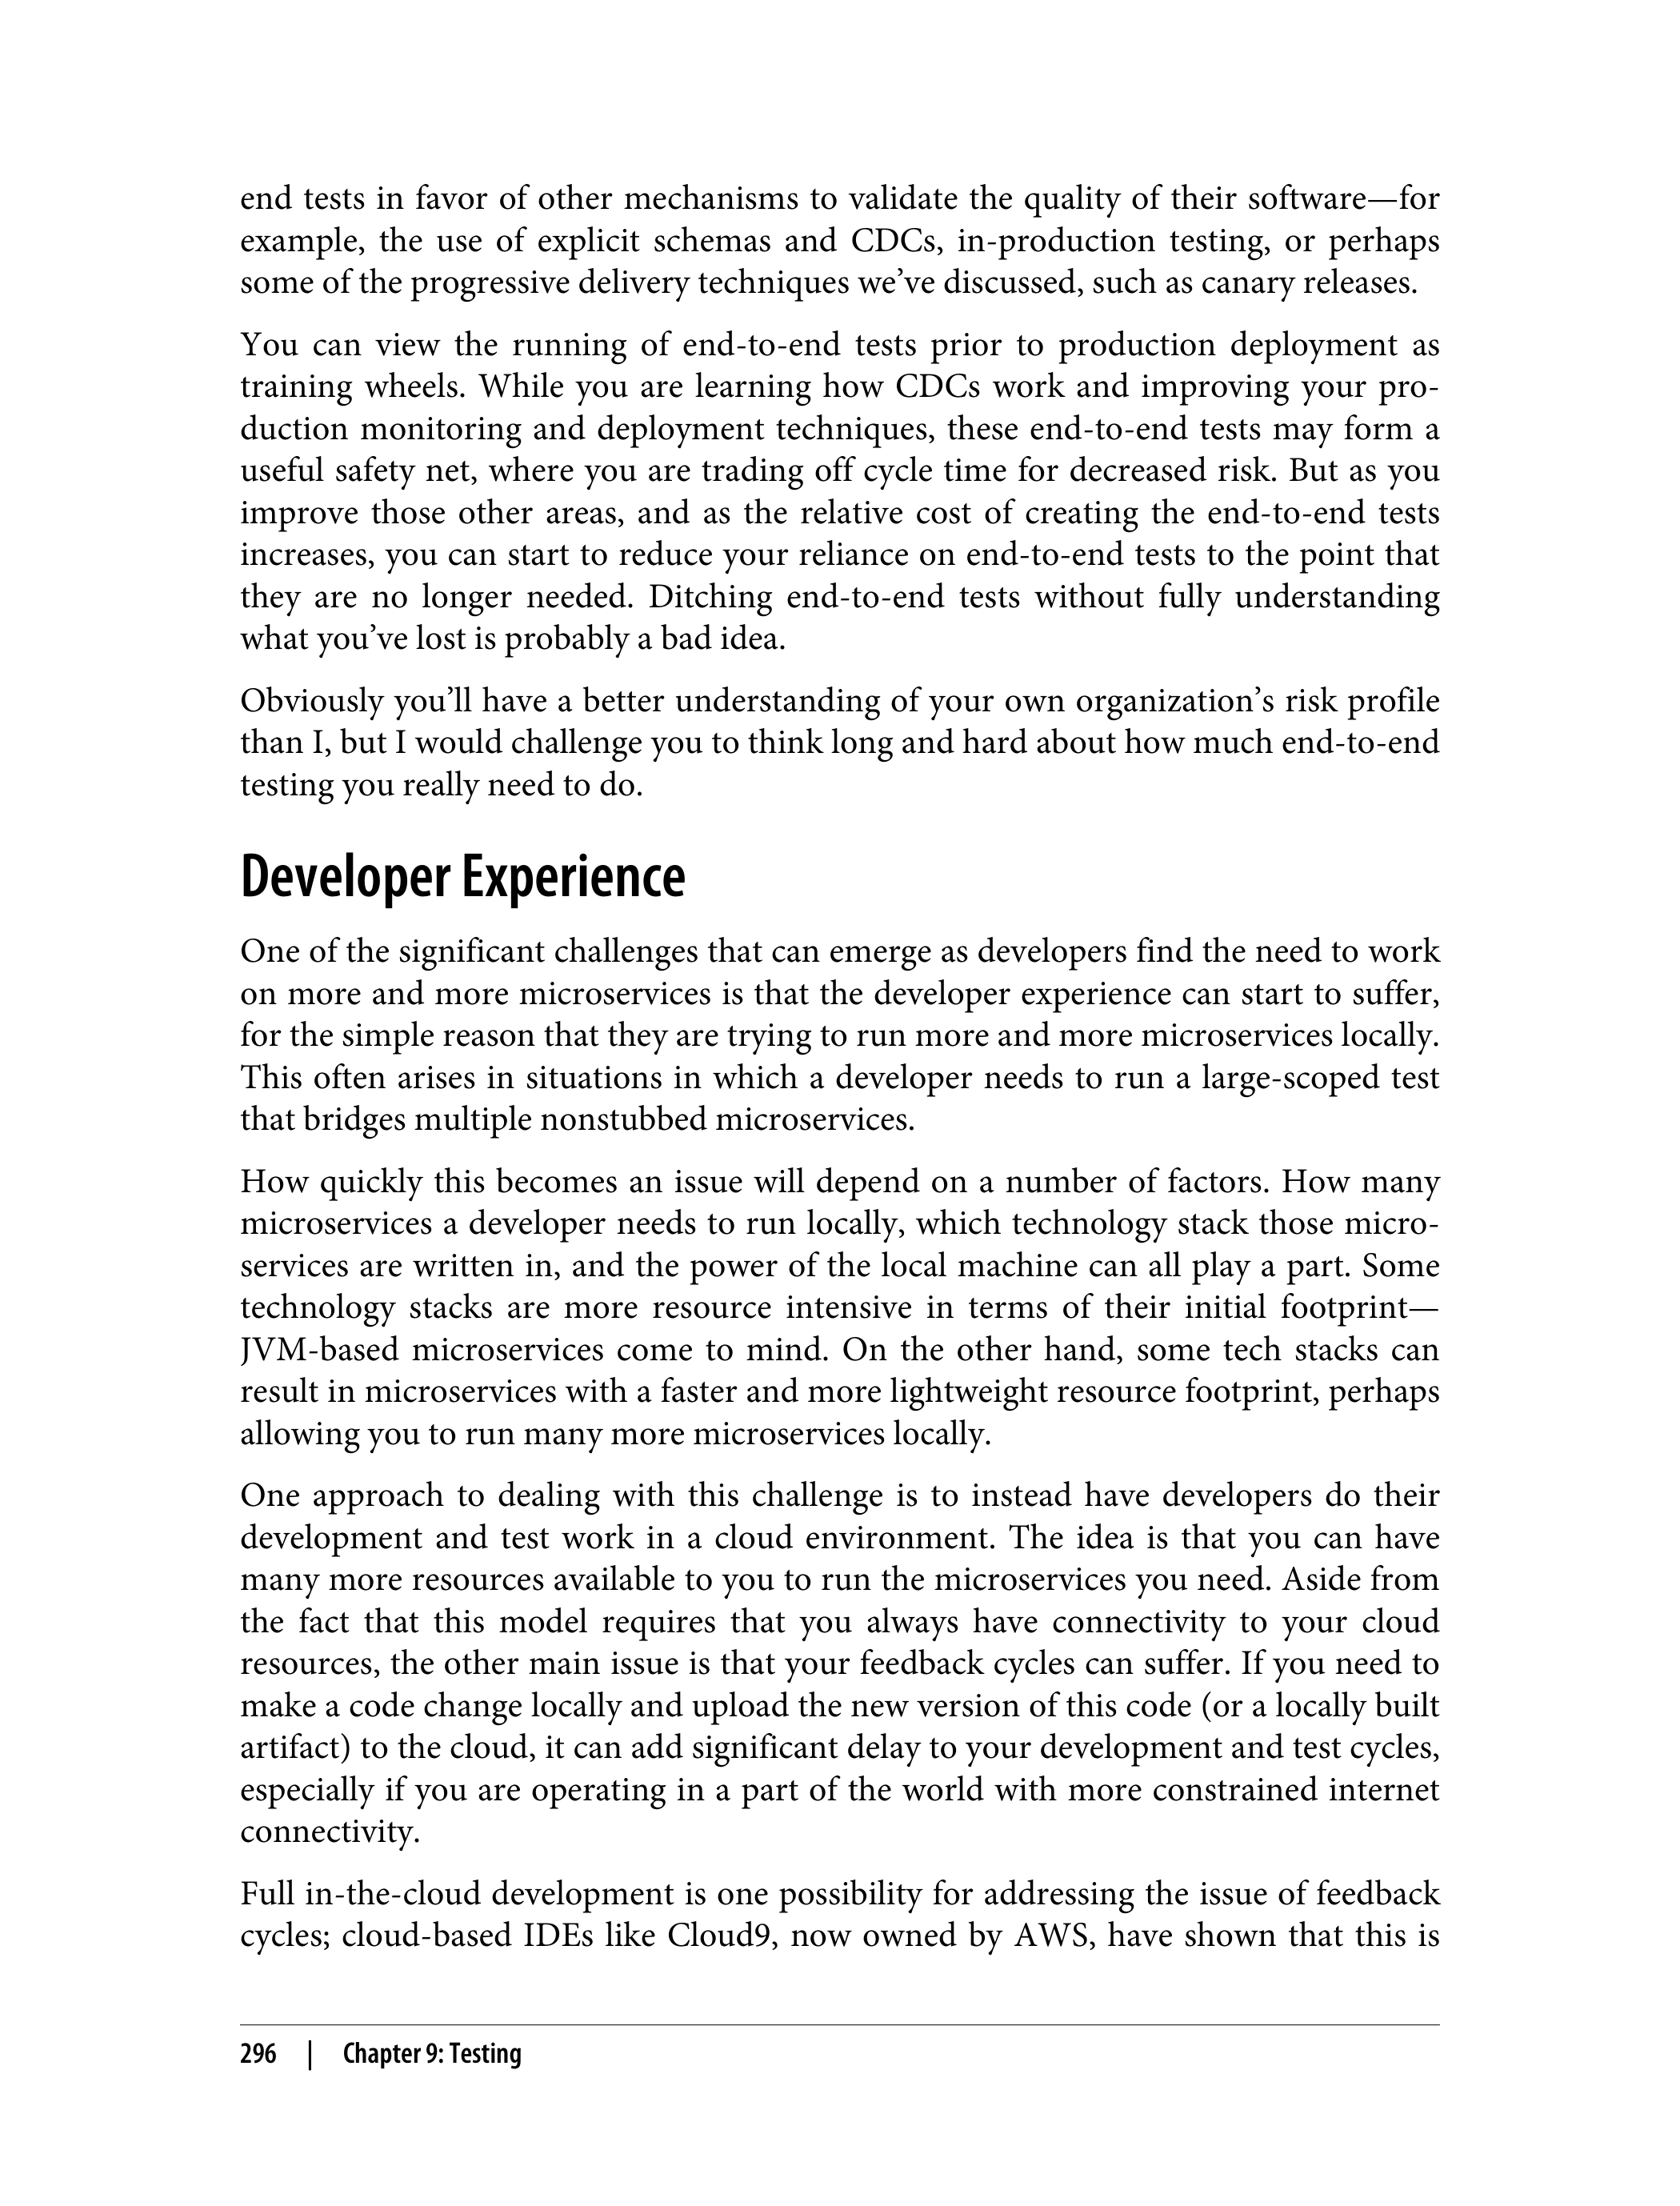 end tests in favor of other mechanisms to validate the quality of their software—for
example, the use of explicit schemas and CDCs, in-production testing, or perhaps
some of the progressive delivery techniques we’ve discussed, such as canary releases.
You can view the running of end-to-end tests prior to production deployment as
training wheels. While you are learning how CDCs work and improving your pro-
duction monitoring and deployment techniques, these end-to-end tests may form a
useful safety net, where you are trading off cycle time for decreased risk. But as you
improve those other areas, and as the relative cost of creating the end-to-end tests
increases, you can start to reduce your reliance on end-to-end tests to the point that
they are no longer needed. Ditching end-to-end tests without fully understanding
what you’ve lost is probably a bad idea.
Obviously you’ll have a better understanding of your own organization’s risk profile
than I, but I would challenge you to think long and hard about how much end-to-end
testing you really need to do.
Developer Experience
One of the significant challenges that can emerge as developers find the need to work
on more and more microservices is that the developer experience can start to suffer,
for the simple reason that they are trying to run more and more microservices locally.
This often arises in situations in which a developer needs to run a large-scoped test
that bridges multiple nonstubbed microservices.
How quickly this becomes an issue will depend on a number of factors. How many
microservices a developer needs to run locally, which technology stack those micro-
services are written in, and the power of the local machine can all play a part. Some
technology stacks are more resource intensive in terms of their initial footprint—
JVM-based microservices come to mind. On the other hand, some tech stacks can
result in microservices with a faster and more lightweight resource footprint, perhaps
allowing you to run many more microservices locally.
One approach to dealing with this challenge is to instead have developers do their
development and test work in a cloud environment. The idea is that you can have
many more resources available to you to run the microservices you need. Aside from
the fact that this model requires that you always have connectivity to your cloud
resources, the other main issue is that your feedback cycles can suffer. If you need to
make a code change locally and upload the new version of this code (or a locally built
artifact) to the cloud, it can add significant delay to your development and test cycles,
especially if you are operating in a part of the world with more constrained internet
connectivity.
Full in-the-cloud development is one possibility for addressing the issue of feedback
cycles; cloud-based IDEs like Cloud9, now owned by AWS, have shown that this is
296 | Chapter 9: Testing